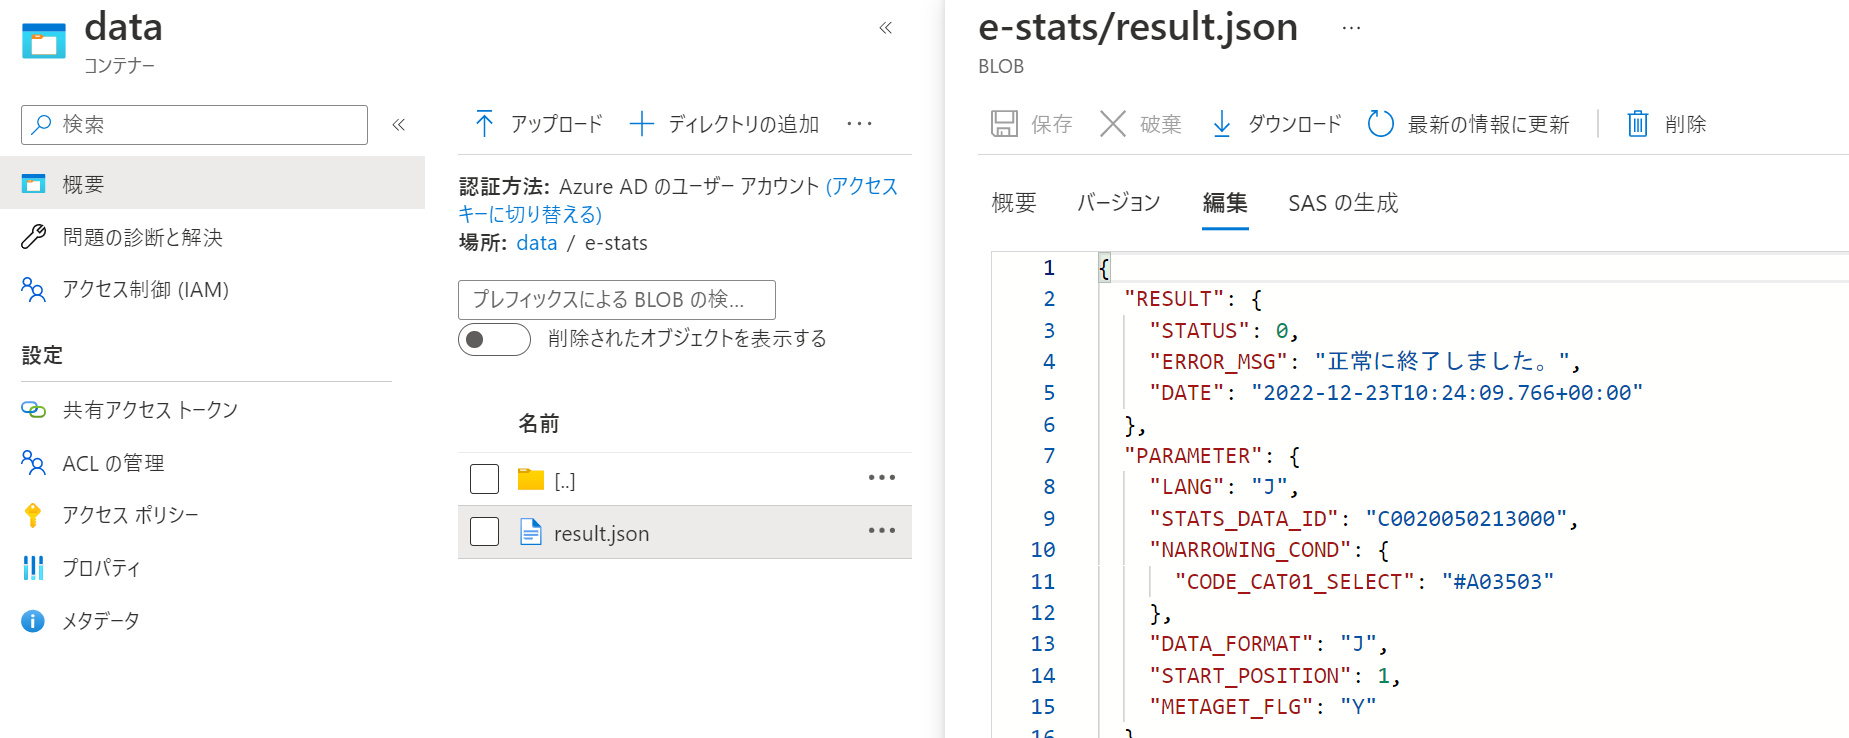 data
コンテナー
«
検索
«
概要
問題の診断と解決
アクセス制御 (IAM)
設定
共有アクセス トークン
ACL の管理
アクセス ポリシー
プロパティ
メタデータ
アップロード
ディレクトリの追加
...
認証方法: Azure AD のユーザー アカウント (アクセス
キーに切り替える)
場所: data / e-stats
プレフィックスによる BLOB の検...
削除されたオブジェクトを表示する
名前
[..]
result.json
e-stats/result.json ...
BLOB
保存
破棄
ダウンロード
最新の情報に更新
削除
概要
バージョン
編集
SAS の生成
1 {
2 "RESULT": {
3 "STATUS": 0,
4 "ERROR_MSG": "正常に終了しました。",
5 "DATE": "2022-12-23T10:24:09.766+00:00"
6 },
7 "PARAMETER": {
8 "LANG": "J",
9 "STATS_DATA_ID": "C0020050213000",
10 "NARROWING_COND": {
11 "CODE_CAT01_SELECT": "#A03503"
12 },
13 "DATA_FORMAT": "J",
14 "START_POSITION": 1,
15 "METAGET_FLG": "Y"
16 }